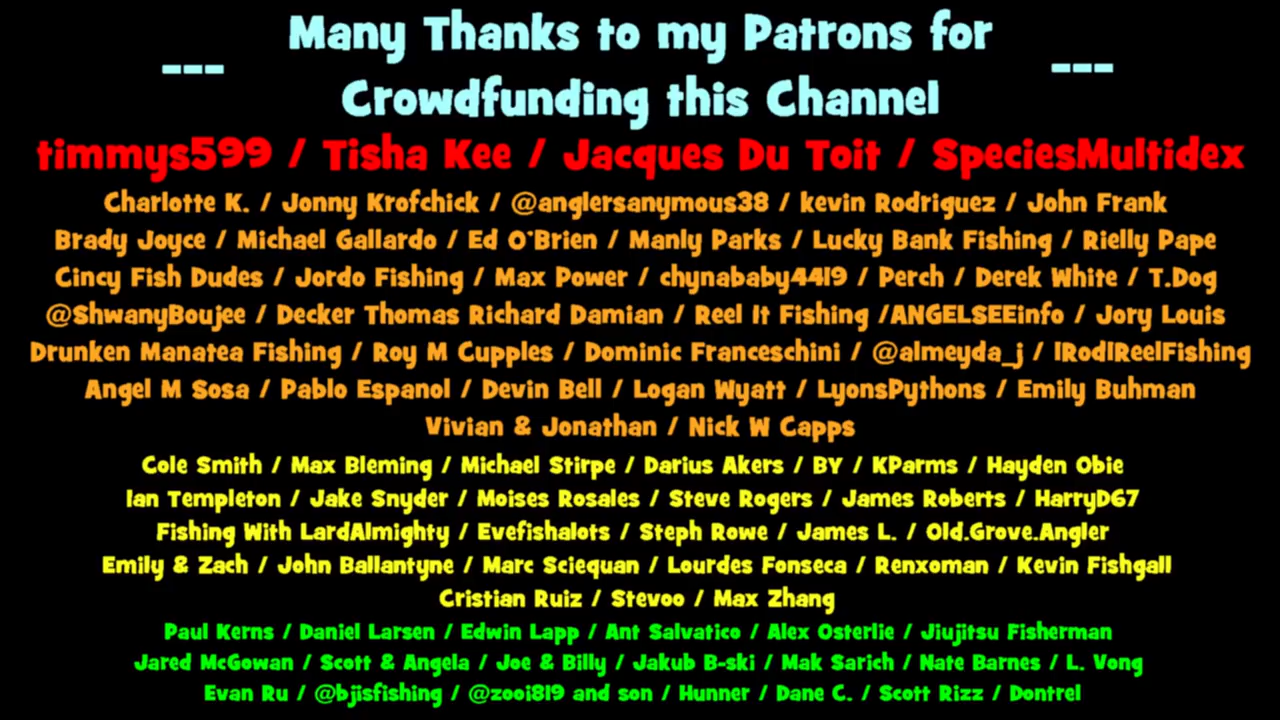 Many Thanks to my Patrons for
--- Crowdfunding this Channel ---
timmys599 / Tisha Kee / Jacques Du Toit / SpeciesMultidex
Charlotte K. / Jonny Krofchick / @anglersanymous38 / kevin Rodriguez / John Frank
Brady Joyce / Michael Gallardo / Ed O'Brien / Manly Parks / Lucky Bank Fishing / Rielly Pape
Cincy Fish Dudes / Jordo Fishing / Max Power / chynababy4419 / Perch / Derek White / T.Dog
@ShwanyBoujee / Decker Thomas Richard Damian / Reel It Fishing /ANGELSEEinfo / Jory Louis
Drunken Manatea Fishing / Roy M Cupples / Dominic Franceschini / @almeyda_j / 1Rod1ReelFishing
Angel M Sosa / Pablo Espanol / Devin Bell / Logan Wyatt / LyonsPythons / Emily Buhman
Vivian & Jonathan / Nick W Capps
Cole Smith / Max Bleming / Michael Stirpe / Darius Akers / BY / KParms / Hayden Obie
Ian Templeton / Jake Snyder / Moises Rosales / Steve Rogers / James Roberts / HarryD67
Fishing With LardAlmighty / Evefishalots / Steph Rowe / James L. / Old.Grove.Angler
Emily & Zach / John Ballantyne / Marc Sciequan / Lourdes Fonseca / Renxoman / Kevin Fishgall
Cristian Ruiz / Stevoo / Max Zhang
Paul Kerns / Daniel Larsen / Edwin Lapp / Ant Salvatico / Alex Osterlie / Jiujitsu Fisherman
Jared McGowan / Scott & Angela / Joe & Billy / Jakub B-ski / Mak Sarich / Nate Barnes / L. Vong
Evan Ru / @bjisfishing / @zooi819 and son / Hunner / Dane C. / Scott Rizz / Dontrel